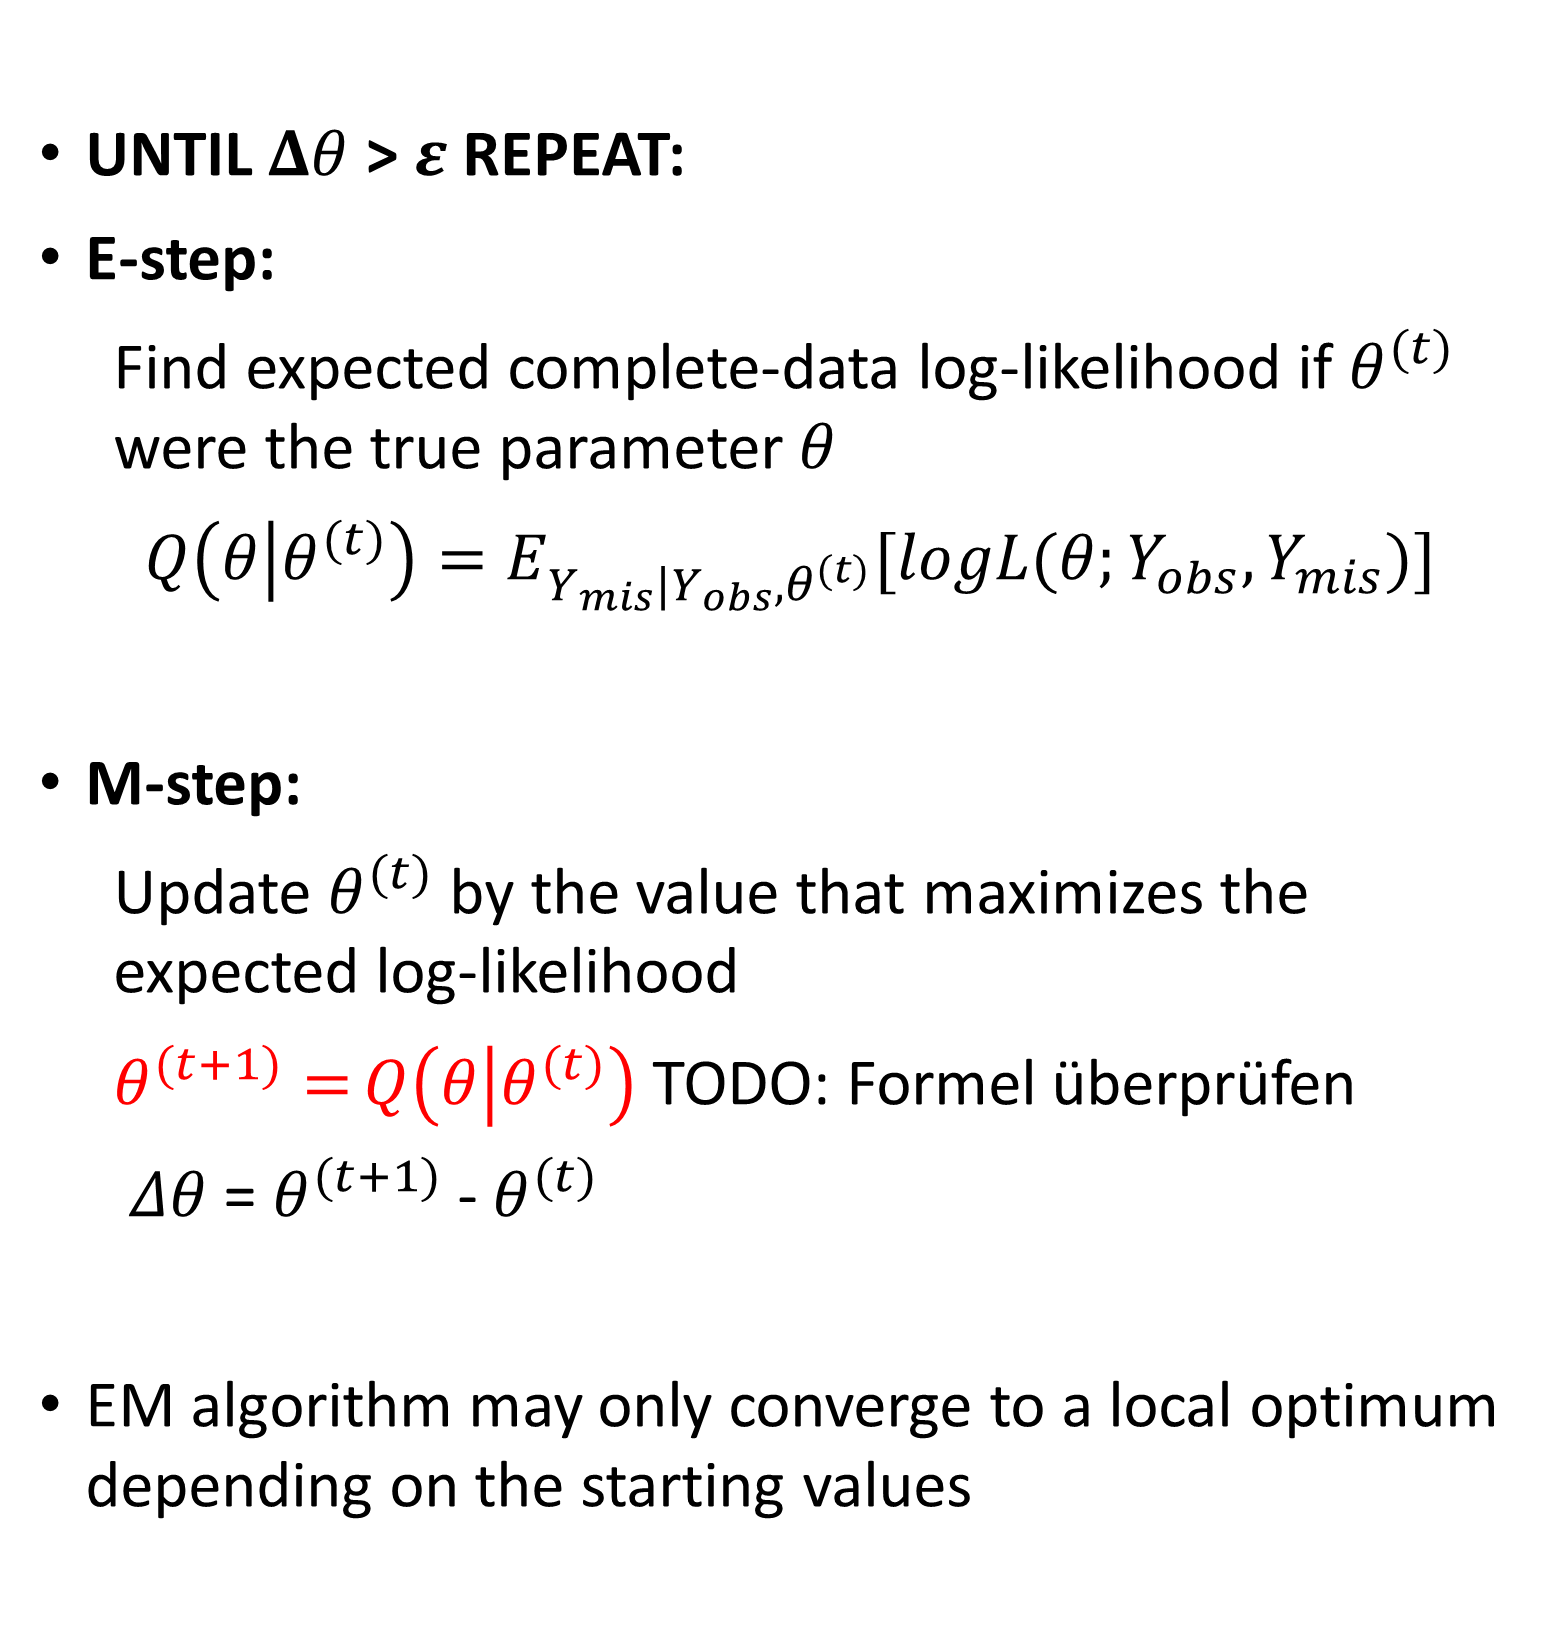 • UNTIL Δθ > ε REPEAT:
• E-step:
Find expected complete-data log-likelihood if θ^(t)
were the true parameter θ
Q(θ|θ^(t)) = E_{Y_mis|Y_obs,θ^(t)}[logL(θ; Y_obs, Y_mis)]
• M-step:
Update θ^(t) by the value that maximizes the
expected log-likelihood
θ^(t+1) = Q(θ|θ^(t)) TODO: Formel überprüfen
Δθ = θ^(t+1) - θ^(t)
• EM algorithm may only converge to a local optimum
depending on the starting values